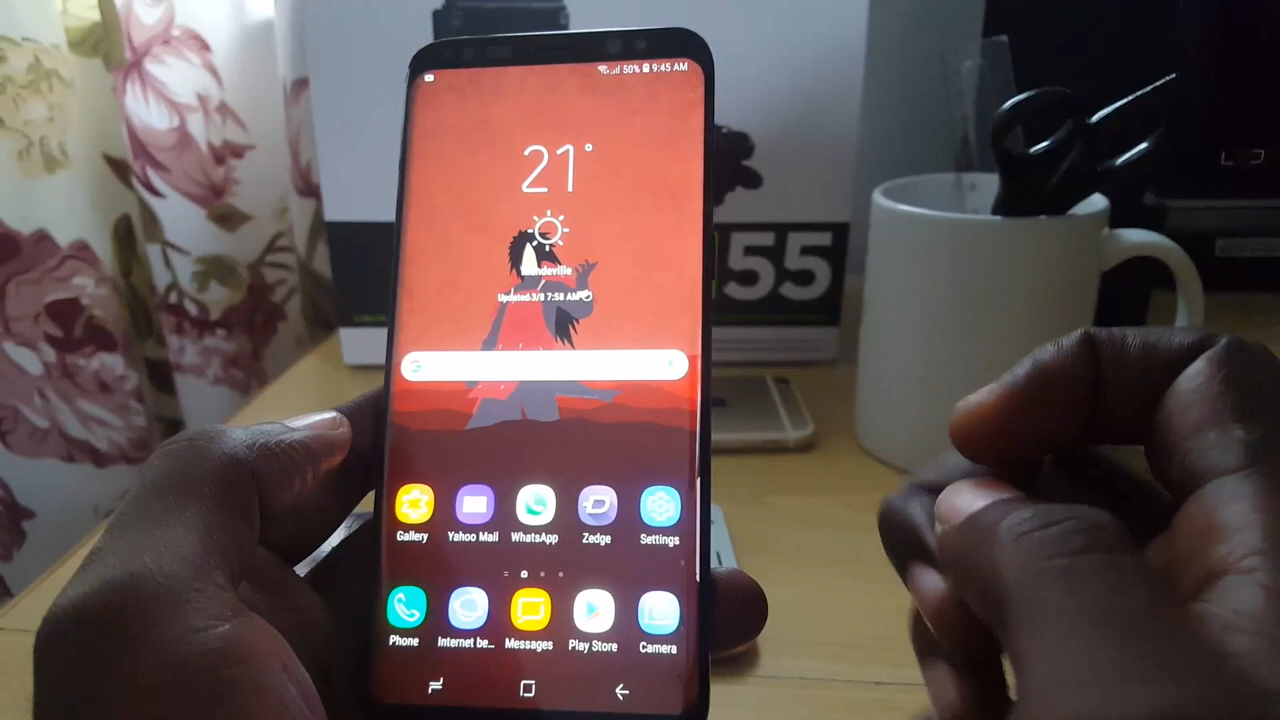 50% 9:45 AM
21°
Updated 3/8 7:58 AM
55
Gallery Yahoo Mail WhatsApp Zedge Settings
Phone Internet be... Messages Play Store Camera